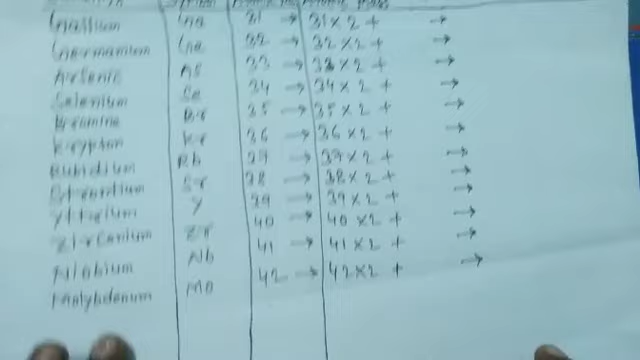 Gallium Ga 31 → 31×2 + →
Germanium Ge 32 → 32×2 + →
Arsenic As 33 → 33×2 + →
Selenium Se 34 → 34×2 + →
Bromine Br 35 → 35×2 + →
Krypton Kr 36 → 36×2 + →
Rubidium Rb 37 → 37×2 + →
Strontium Sr 38 → 38×2 + →
Yttrium Y 39 → 39×2 + →
Zirconium Zr 40 → 40×2 + →
Niobium Nb 41 → 41×2 + →
Molybdenum Mo 42 → 42×2 + →